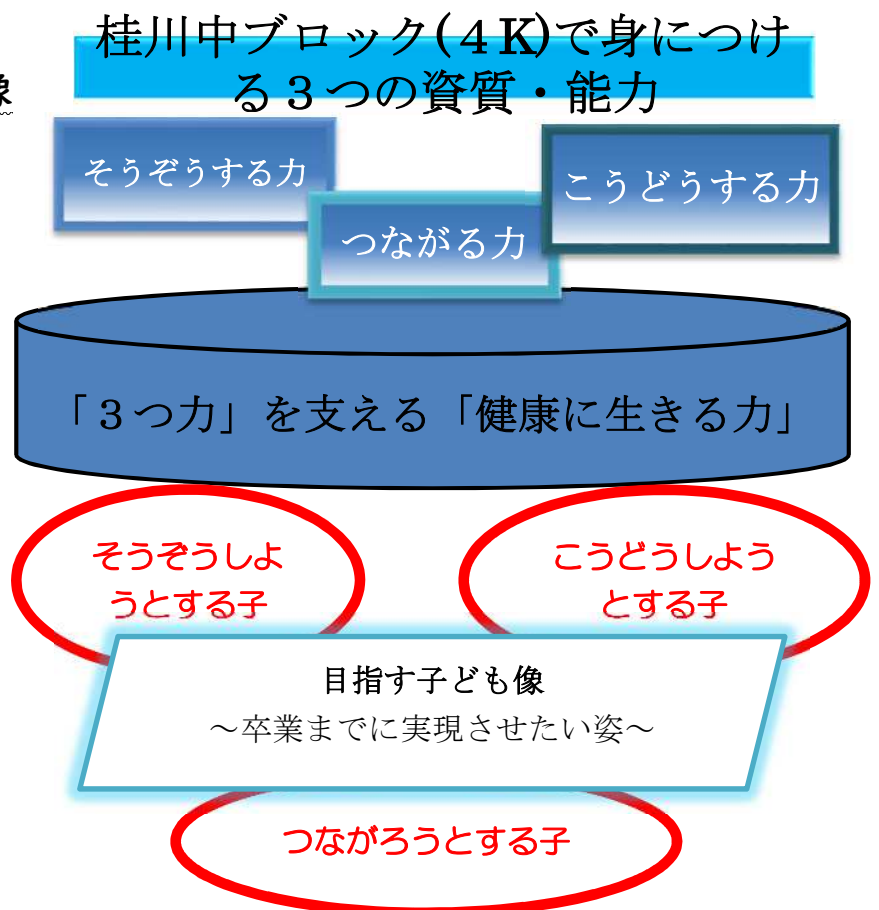 桂川中ブロック(４K)で身につけ
る３つの資質・能力
像
そうぞうする力
こうどうする力
つながる力
「３つ力」を支える「健康に生きる力」
そうぞうしよ
うとする子
こうどうしよう
とする子
目指す子ども像
～卒業までに実現させたい姿～
つながろうとする子